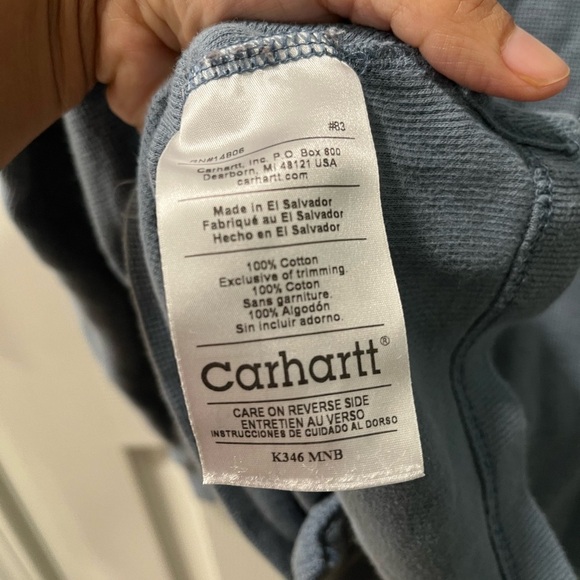 #83
RN#14806
Carhartt, Inc. P.O. Box 600
Dearborn, MI 48121 USA
carhartt.com
Made in El Salvador
Fabriqué au El Salvador
Hecho en El Salvador
100% Cotton
Exclusive of trimming.
100% Coton
Sans garniture.
100% Algodón
Sin incluir adorno.
carhartt®
CARE ON REVERSE SIDE
ENTRETIEN AU VERSO
INSTRUCCIONES DE CUIDADO AL DORSO
K346 MNB